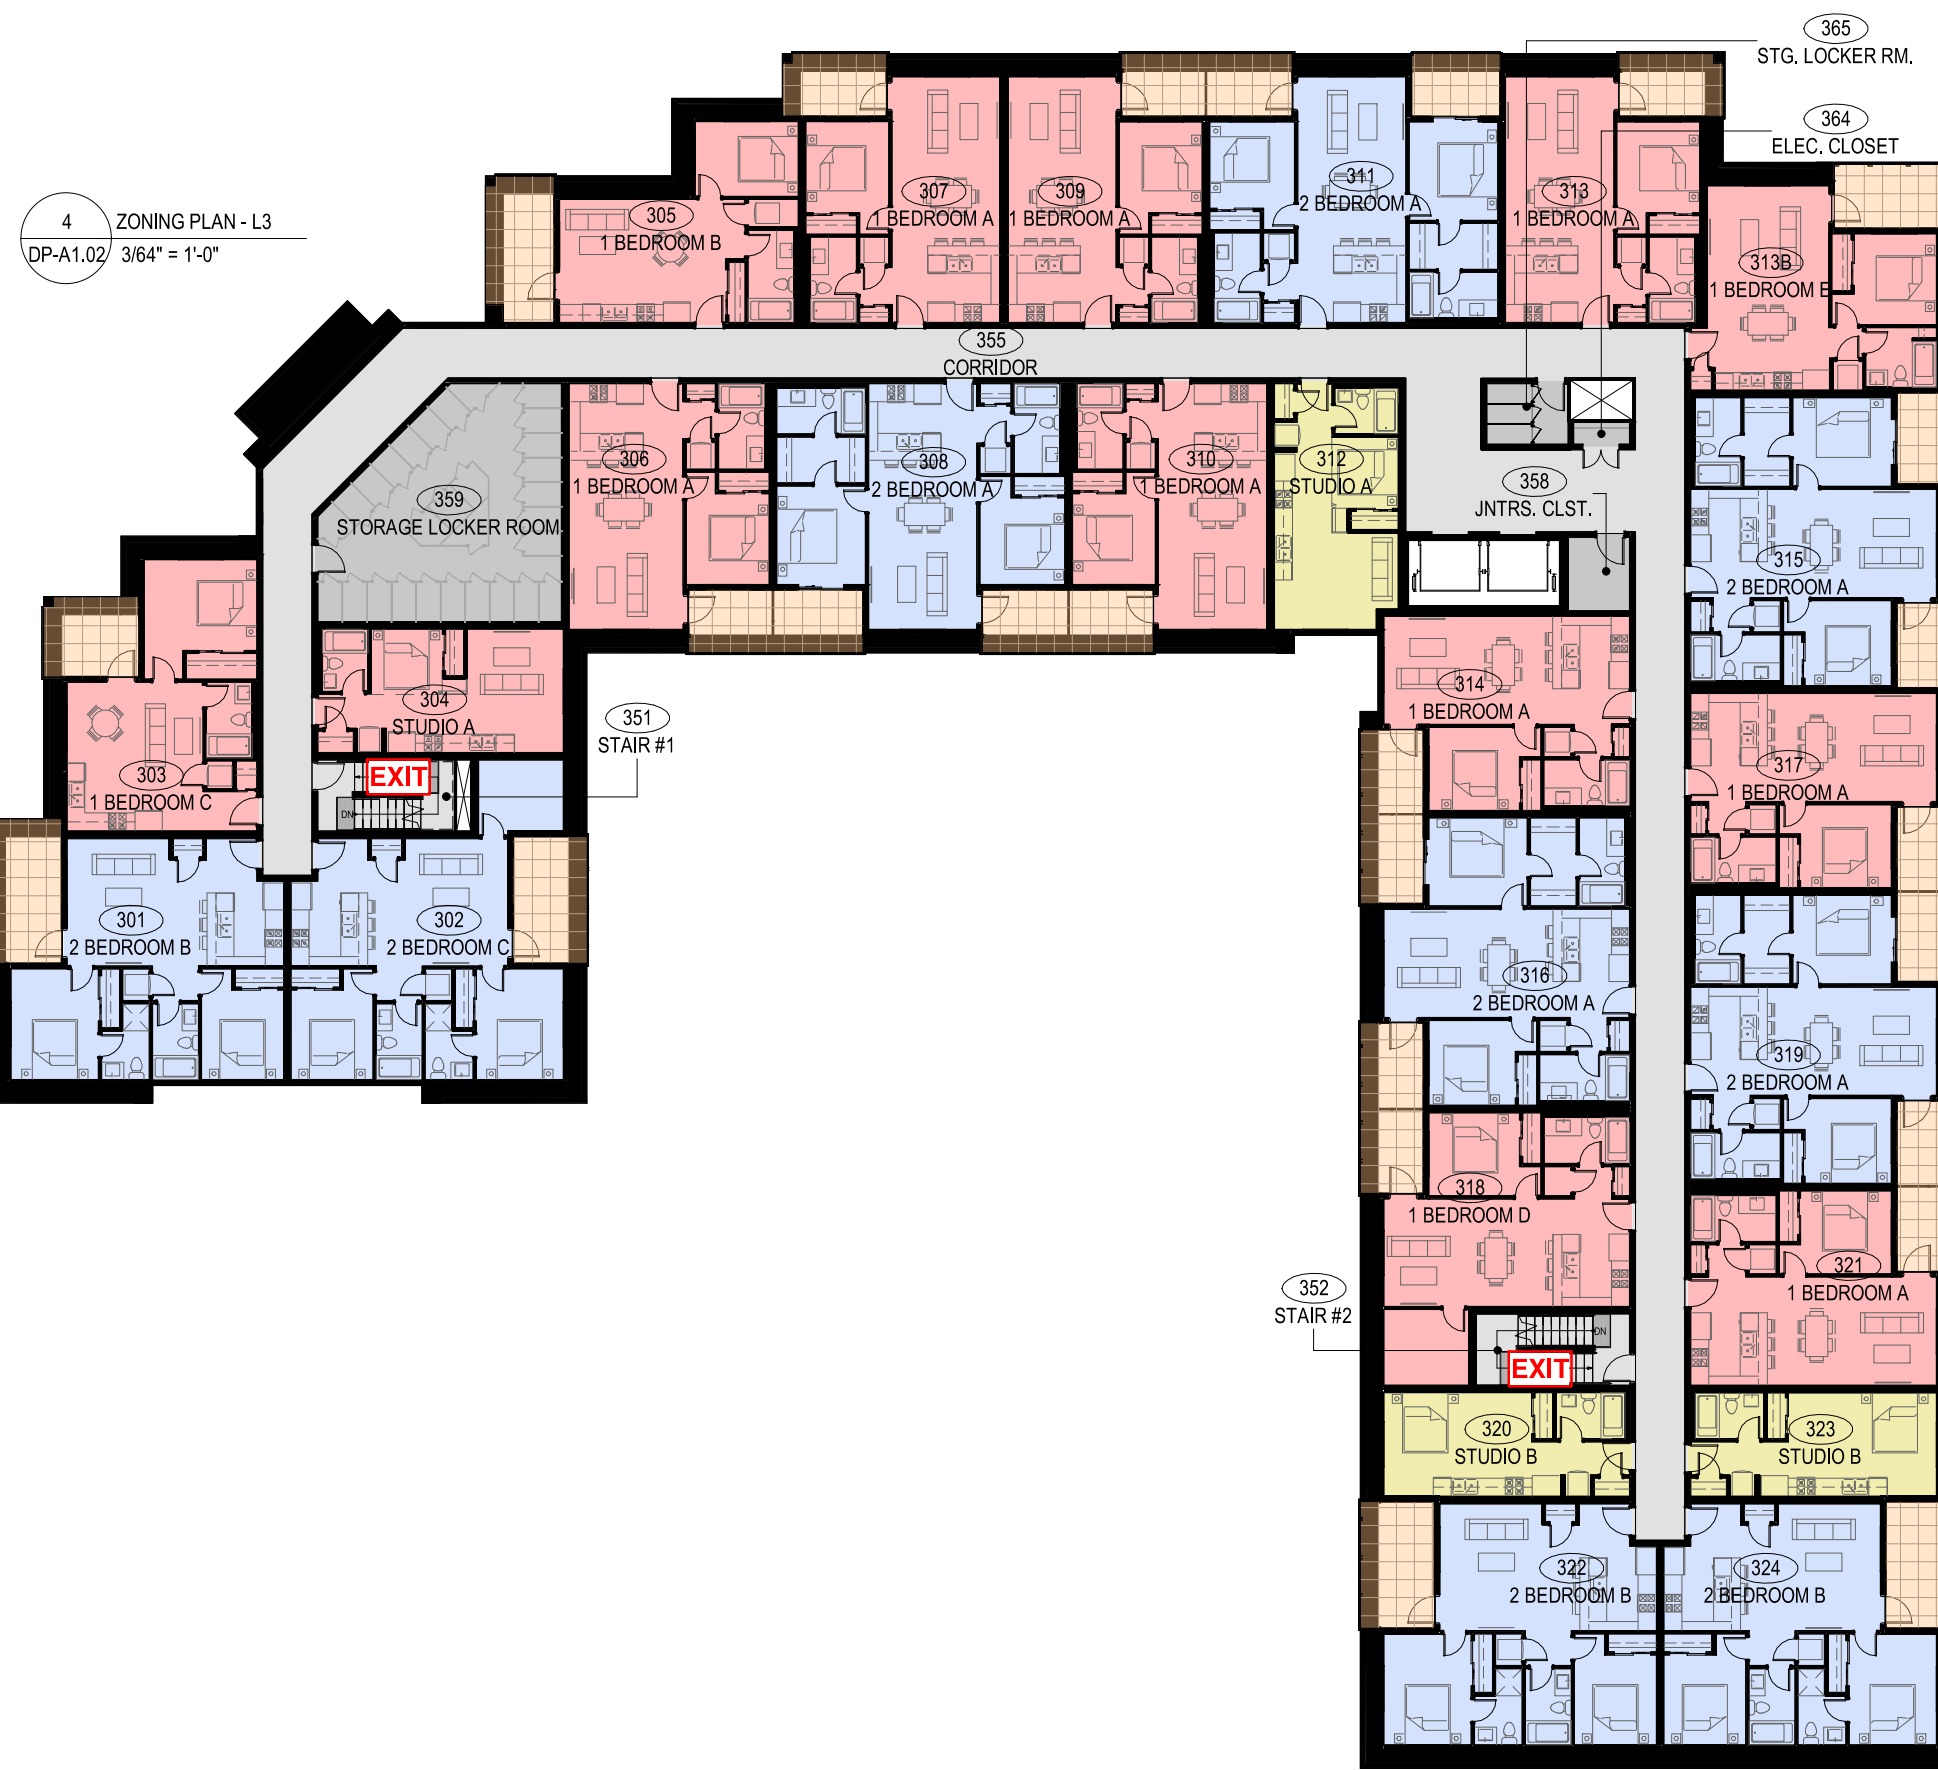 365
STG. LOCKER RM.
364
ELEC. CLOSET
4
ZONING PLAN - L3
DP-A1.02
3/64" = 1'-0"
305
1 BEDROOM B
307
1 BEDROOM A
309
1 BEDROOM A
311
2 BEDROOM A
313
1 BEDROOM A
313B
1 BEDROOM E
355
CORRIDOR
359
STORAGE LOCKER ROOM
306
1 BEDROOM A
308
2 BEDROOM A
310
1 BEDROOM A
312
STUDIO A
358
JNTRS. CLST.
315
2 BEDROOM A
304
STUDIO A
351
STAIR #1
EXIT
DN
303
1 BEDROOM C
314
1 BEDROOM A
317
1 BEDROOM A
301
2 BEDROOM B
302
2 BEDROOM C
316
2 BEDROOM A
319
2 BEDROOM A
318
1 BEDROOM D
321
1 BEDROOM A
352
STAIR #2
DN
EXIT
320
STUDIO B
323
STUDIO B
322
2 BEDROOM B
324
2 BEDROOM B